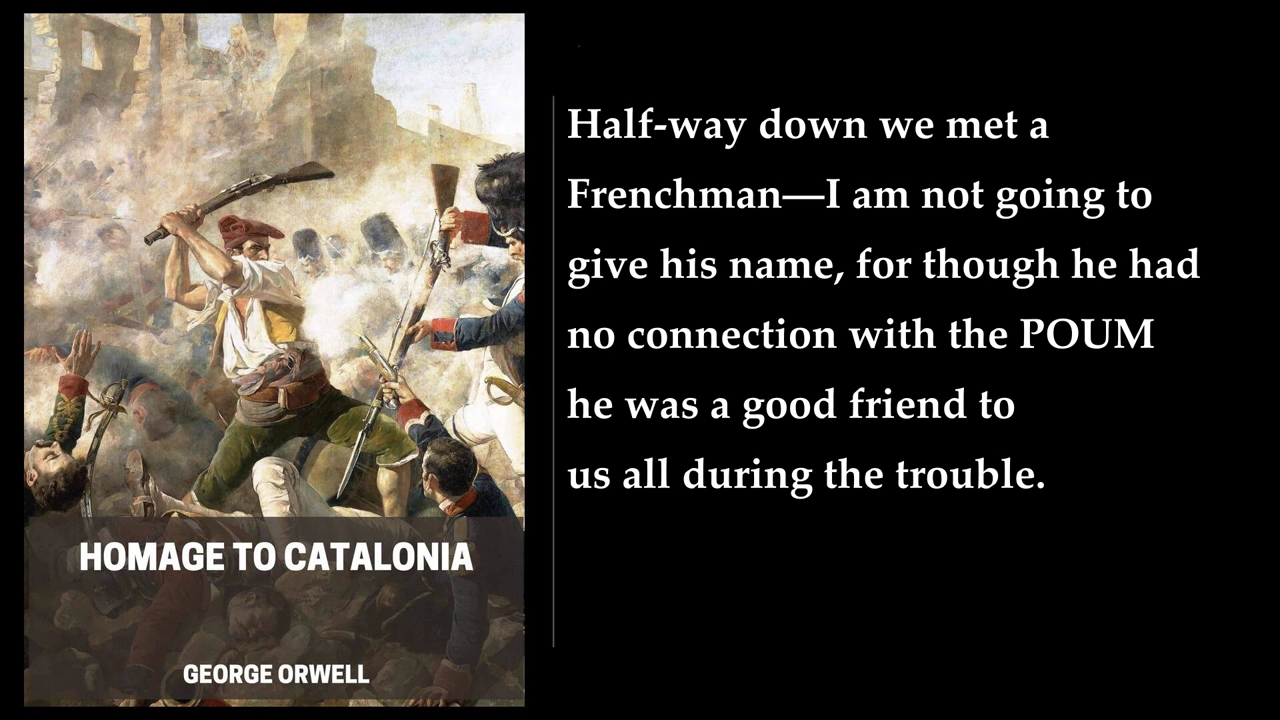 HOMAGE TO CATALONIA
GEORGE ORWELL
Half-way down we met a
Frenchman—I am not going to
give his name, for though he had
no connection with the POUM
he was a good friend to
us all during the trouble.